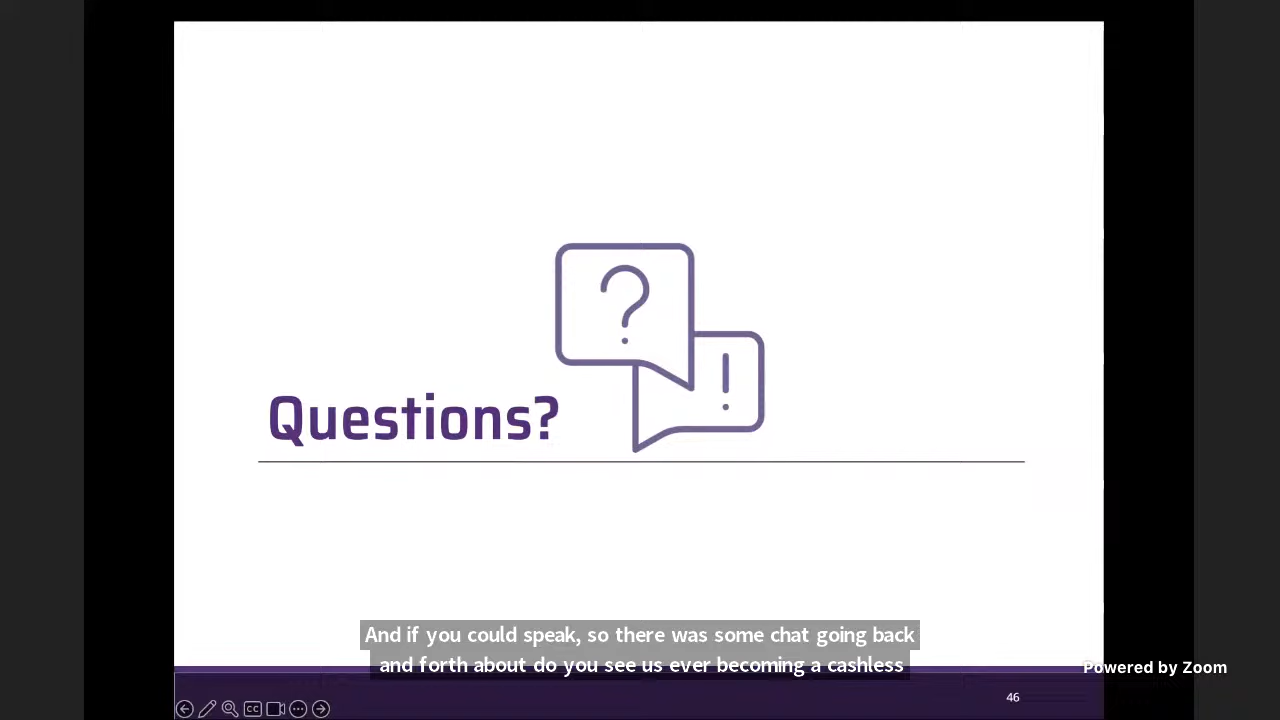 ?
!
Questions?
And if you could speak, so there was some chat going back
and forth about do you see us ever becoming a cashless
Powered by Zoom
46
CC